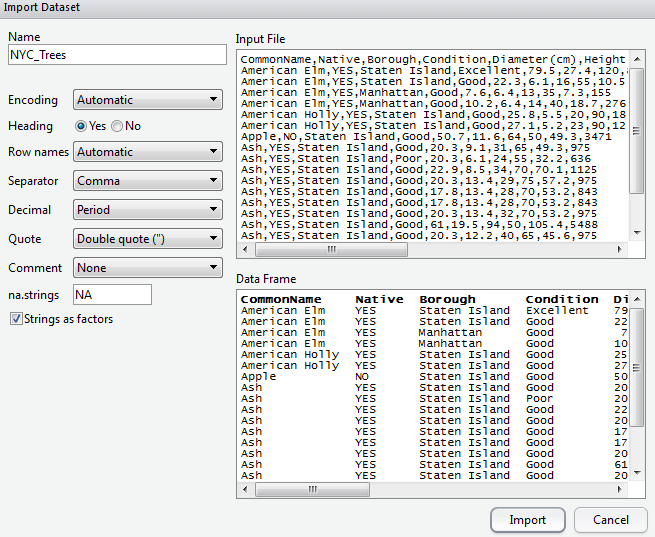 Import Dataset
Name
NYC_Trees
Encoding Automatic
Heading Yes No
Row names Automatic
Separator Comma
Decimal Period
Quote Double quote (")
Comment None
na.strings NA
Strings as factors
Input File
CommonName,Native,Borough,Condition,Diameter(cm),Height
American Elm,YES,Staten Island,Excellent,79.5,27.4,120,
American Elm,YES,Staten Island,Good,22.3,6.1,16,55,10.5
American Elm,YES,Manhattan,Good,7.6,6.4,13,35,7.3,155
American Elm,YES,Manhattan,Good,10.2,6.4,14,40,18.7,276
American Holly,YES,Staten Island,Good,25.8,5.5,20,90,18
American Holly,YES,Staten Island,Good,27.1,5.2,23,90,12
Apple,NO,Staten Island,Good,50.7,11.6,64,50,49.3,3471
Ash,YES,Staten Island,Good,20.3,9.1,31,65,49.3,975
Ash,YES,Staten Island,Poor,20.3,6.1,24,55,32.2,636
Ash,YES,Staten Island,Good,22.9,8.5,34,70,70.1,1125
Ash,YES,Staten Island,Good,20.3,13.4,29,75,57.2,975
Ash,YES,Staten Island,Good,17.8,13.4,28,70,53.2,843
Ash,YES,Staten Island,Good,17.8,13.4,28,70,53.2,843
Ash,YES,Staten Island,Good,20.3,13.4,32,70,53.2,975
Ash,YES,Staten Island,Good,61,19.5,94,50,105.4,5488
Ash,YES,Staten Island,Good,20.3,12.2,40,65,45.6,975
Data Frame
CommonName Native Borough Condition Di
American Elm YES Staten Island Excellent 79
American Elm YES Staten Island Good 22
American Elm YES Manhattan Good 7
American Elm YES Manhattan Good 10
American Holly YES Staten Island Good 25
American Holly YES Staten Island Good 27
Apple NO Staten Island Good 50
Ash YES Staten Island Good 20
Ash YES Staten Island Poor 20
Ash YES Staten Island Good 22
Ash YES Staten Island Good 20
Ash YES Staten Island Good 17
Ash YES Staten Island Good 17
Ash YES Staten Island Good 20
Ash YES Staten Island Good 61
Ash YES Staten Island Good 20
Import Cancel